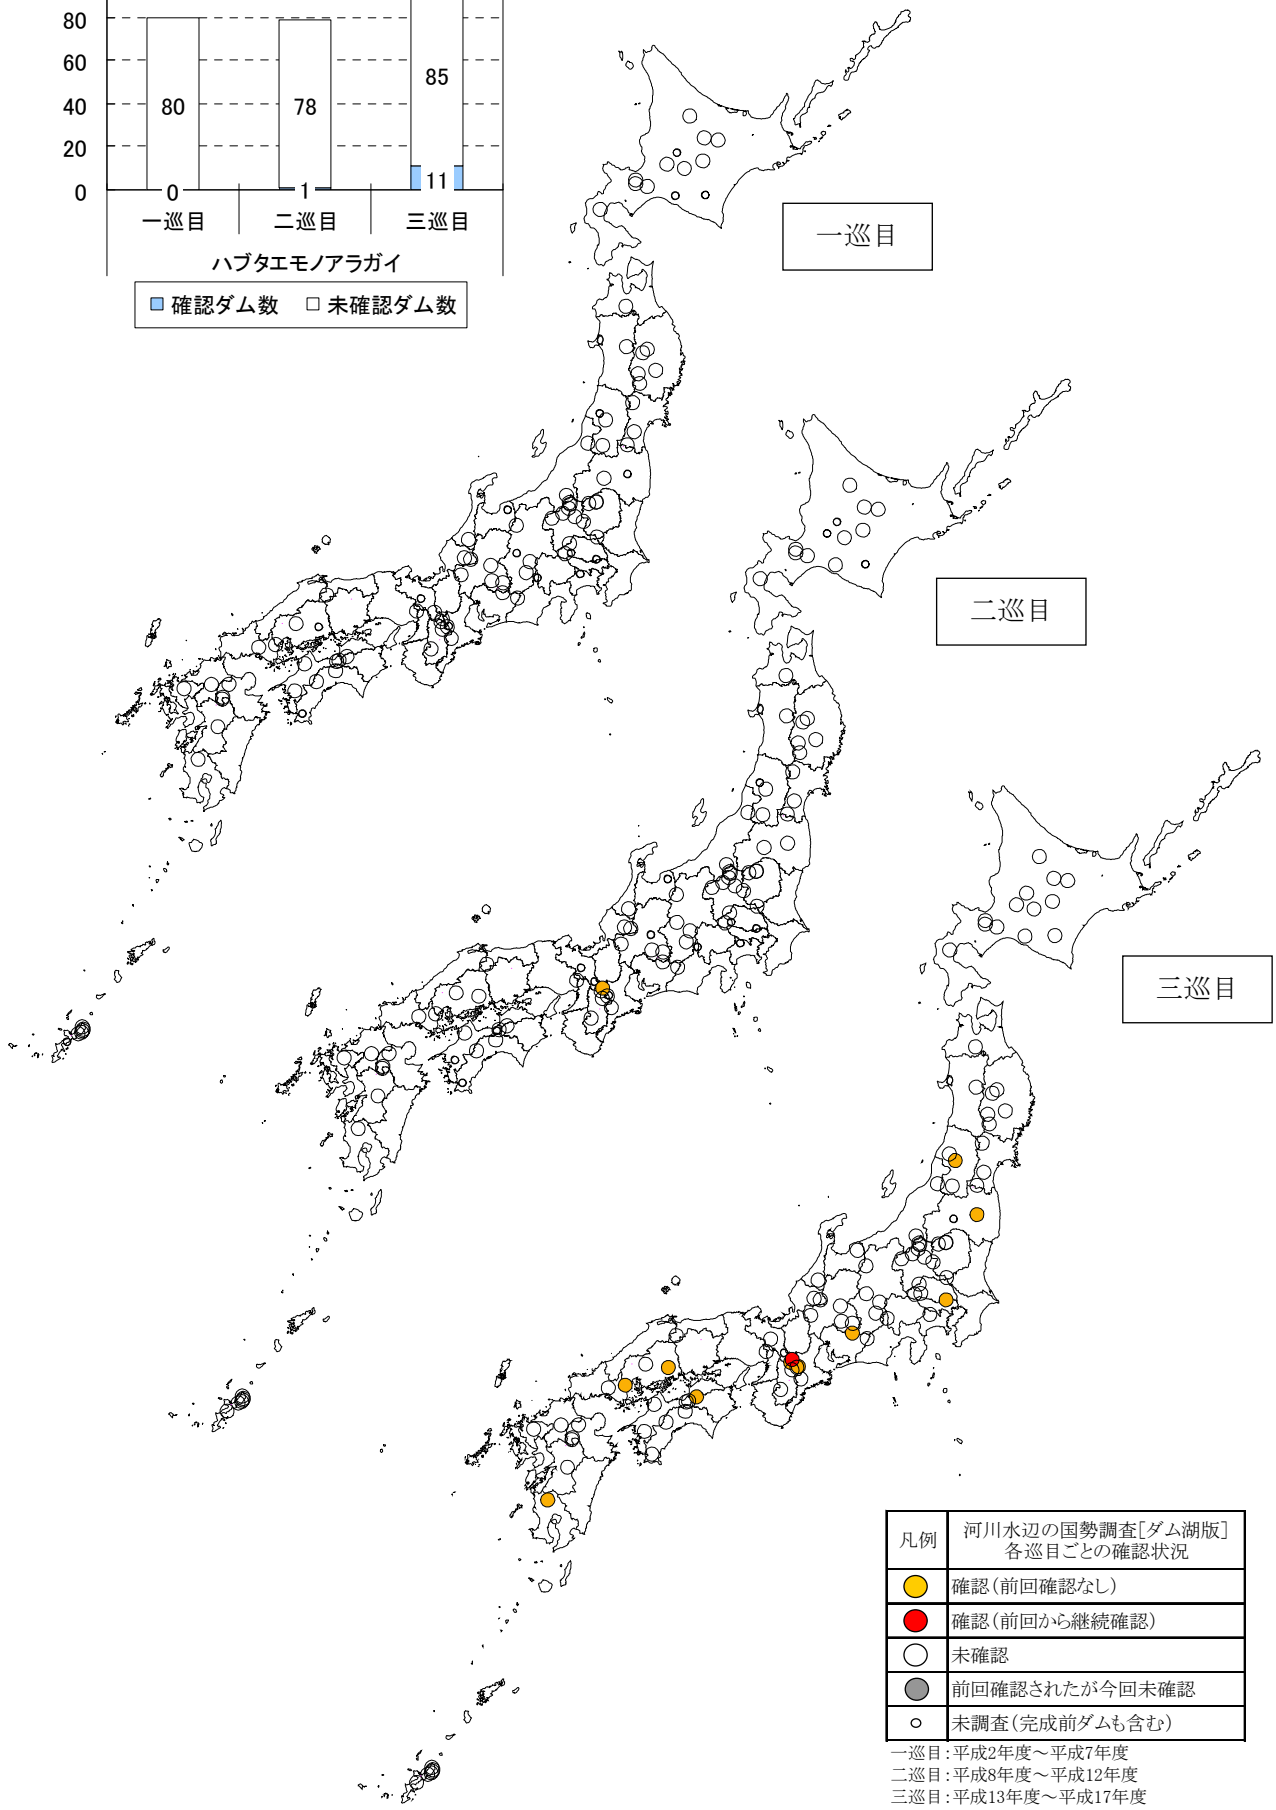 80
60
40
20
0
80
78
85
0
1
11
一巡目
二巡目
三巡目
ハブタエモノアラガイ
確認ダム数 未確認ダム数
一巡目
二巡目
三巡目
凡例
河川水辺の国勢調査[ダム湖版]
各巡目ごとの確認状況
確認(前回確認なし)
確認(前回から継続確認)
未確認
前回確認されたが今回未確認
未調査(完成前ダムも含む)
一巡目:平成2年度～平成7年度
二巡目:平成8年度～平成12年度
三巡目:平成13年度～平成17年度